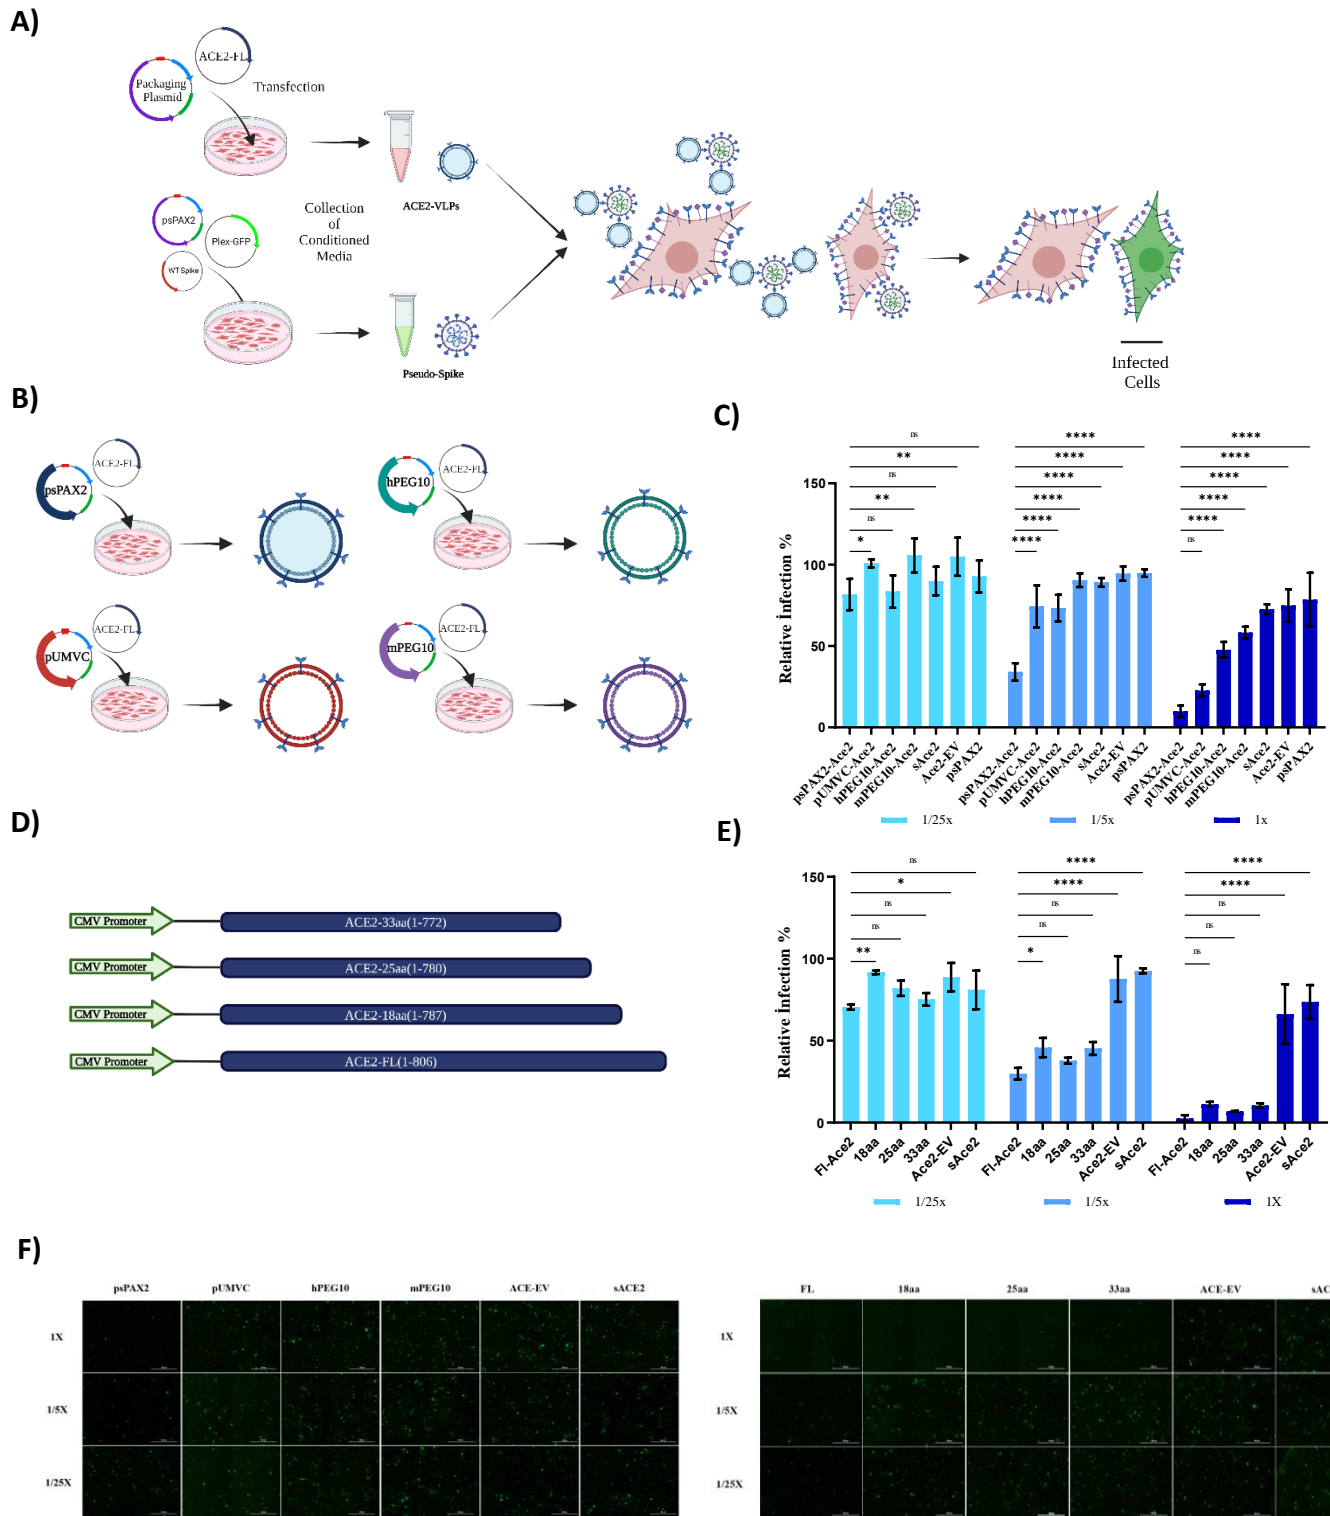 A)
ACE2-FL
Packaging
Plasmid
Transfection
ACE2-VLPs
psPAX2
Plex-GFP
WT Spike
Collection
of
Conditioned
Media
Pseudo-Spike
Infected
Cells
B)
psPAX2
ACE2-FL
hPEG10
ACE2-FL
pUMVC
ACE2-FL
mPEG10
ACE2-FL
C)
Relative infection %
150
100
50
0
ns
**
ns
**
ns
*
****
****
****
****
****
****
****
****
****
****
****
ns
psPAX2-Ace2
pUMVC-Ace2
hPEG10-Ace2
mPEG10-Ace2
sAce2
Ace2-EV
psPAX2
psPAX2-Ace2
pUMVC-Ace2
hPEG10-Ace2
mPEG10-Ace2
sAce2
Ace2-EV
psPAX2
psPAX2-Ace2
pUMVC-Ace2
hPEG10-Ace2
mPEG10-Ace2
sAce2
Ace2-EV
psPAX2
1/25x
1/5x
1x
D)
CMV Promoter ACE2-33aa(1-772)
CMV Promoter ACE2-25aa(1-780)
CMV Promoter ACE2-18aa(1-787)
CMV Promoter ACE2-FL(1-806)
E)
Relative infection %
150
100
50
0
ns
*
ns
ns
**
****
****
ns
ns
*
****
****
ns
ns
ns
Fl-Ace2
18aa
25aa
33aa
Ace2-EV
sAce2
Fl-Ace2
18aa
25aa
33aa
Ace2-EV
sAce2
Fl-Ace2
18aa
25aa
33aa
Ace2-EV
sAce2
1/25x
1/5x
1X
F)
psPAX2 pUMVC hPEG10 mPEG10 ACE-EV sACE2
1X
1/5X
1/25X
FL 18aa 25aa 33aa ACE-EV sAC
1X
1/5X
1/25X